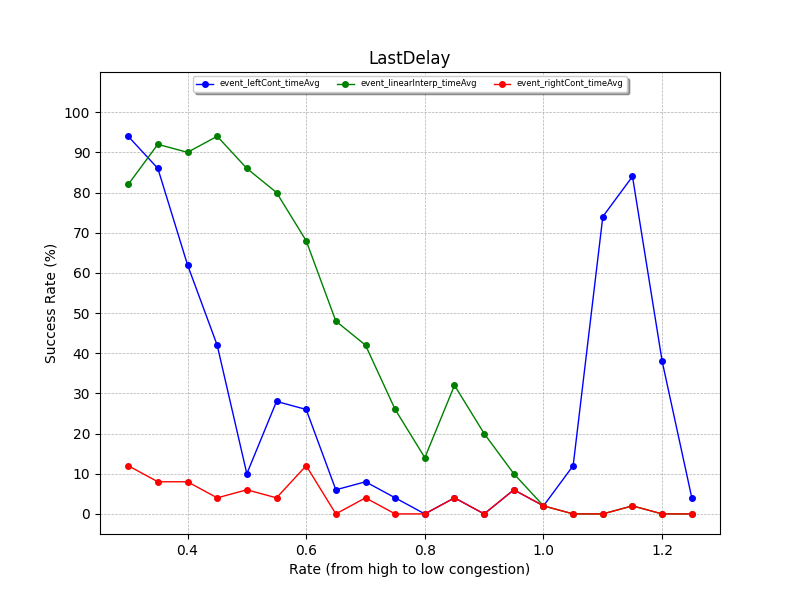 LastDelay
event_leftCont_timeAvg event_linearInterp_timeAvg event_rightCont_timeAvg
100
90
80
70
60
50
40
30
20
10
0
Success Rate (%)
0.4 0.6 0.8 1.0 1.2
Rate (from high to low congestion)